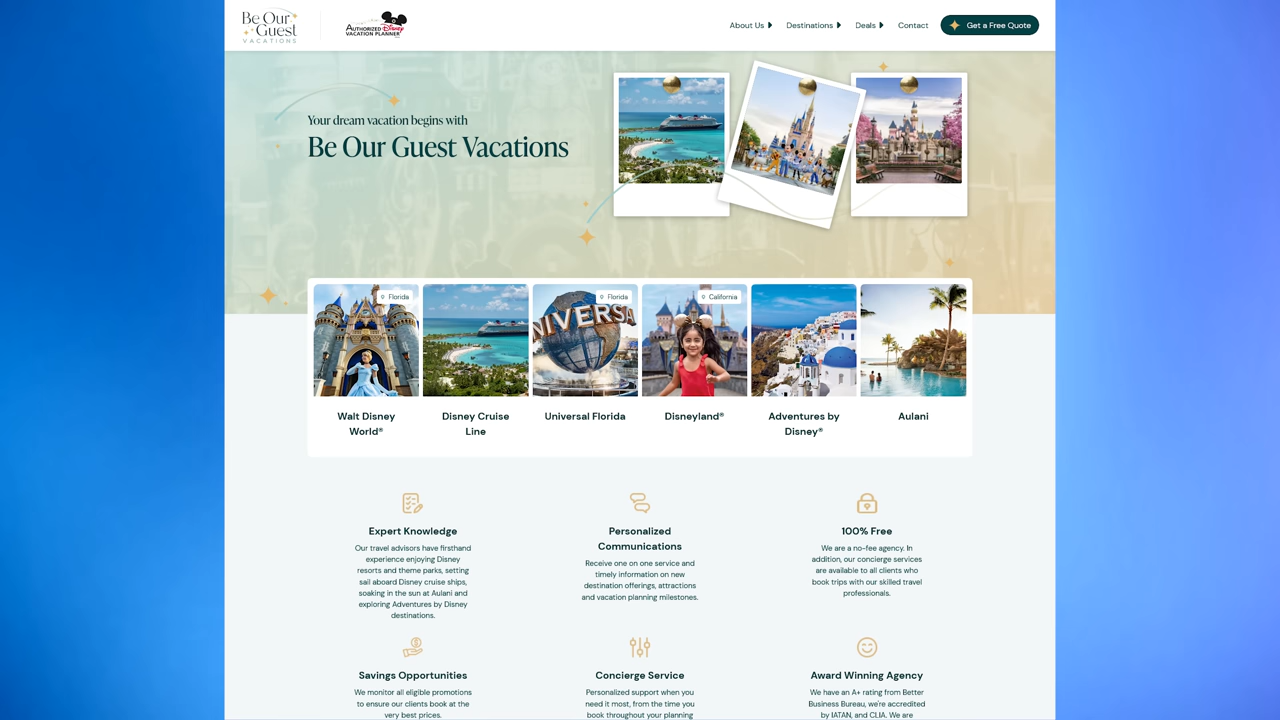 Be Our
Guest
VACATIONS
AUTHORIZED Disney
VACATION PLANNER
About Us
Destinations
Deals
Contact
Get a Free Quote
Your dream vacation begins with
Be Our Guest Vacations
Florida
Florida
California
UNIVERSA
Walt Disney
World®
Disney Cruise
Line
Universal Florida
Disneyland®
Adventures by
Disney®
Aulani
Expert Knowledge
Our travel advisors have firsthand
experience enjoying Disney
resorts and theme parks, setting
sail aboard Disney cruise ships,
soaking in the sun at Aulani and
exploring Adventures by Disney
destinations.
Personalized
Communications
Receive one on one service and
timely information on new
destination offerings, attractions
and vacation planning milestones.
100% Free
We are a no-fee agency. In
addition, our concierge services
are available to all clients who
book trips with our skilled travel
professionals.
Savings Opportunities
We monitor all eligible promotions
to ensure our clients book at the
very best prices.
Concierge Service
Personalized support when you
need it most, from the time you
book throughout your planning
Award Winning Agency
We have an A+ rating from Better
Business Bureau, we're accredited
by IATAN, and CLIA. We are